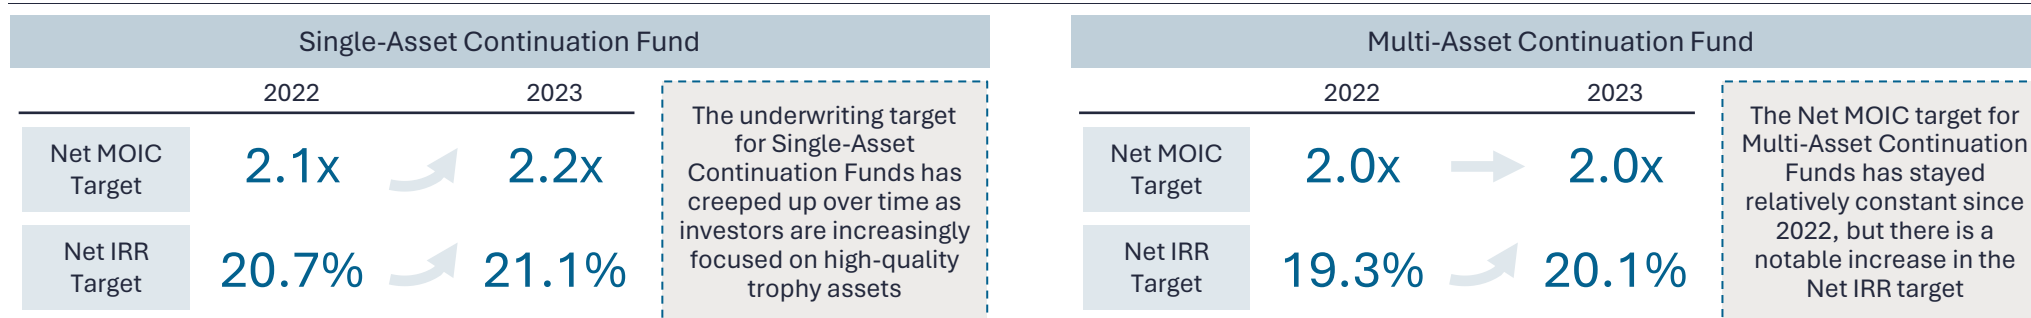 Single-Asset Continuation Fund
2022 2023
Net MOIC
Target
2.1x 2.2x
Net IRR
Target
20.7% 21.1%
The underwriting target
for Single-Asset
Continuation Funds has
creeped up over time as
investors are increasingly
focused on high-quality
trophy assets
Multi-Asset Continuation Fund
2022 2023
Net MOIC
Target
2.0x 2.0x
Net IRR
Target
19.3% 20.1%
The Net MOIC target for
Multi-Asset Continuation
Funds has stayed
relatively constant since
2022, but there is a
notable increase in the
Net IRR target